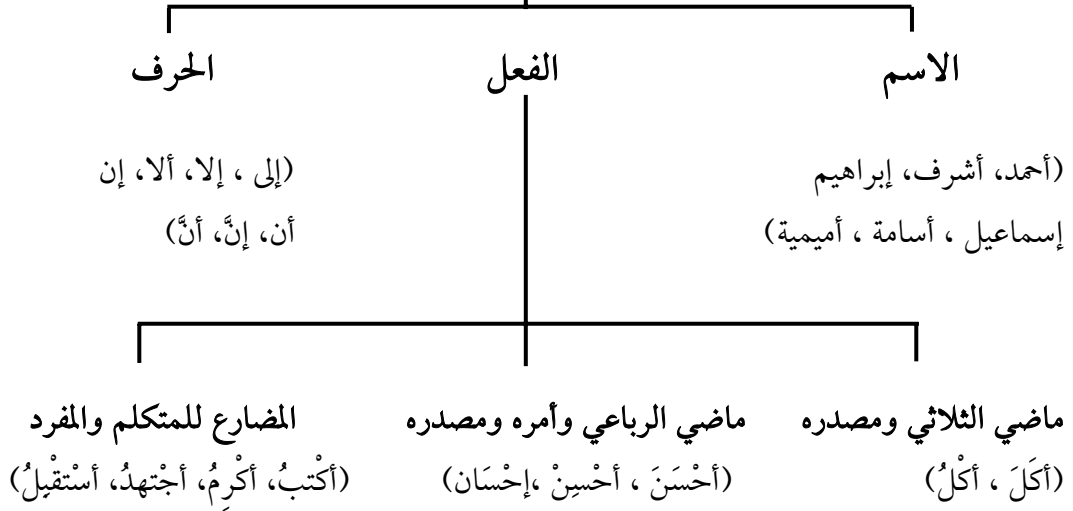 الاسم الفعل الحرف
(أحمد، أشرف، إبراهيم
إسماعيل ، أسامة ، أميمية)
(إلى ، إلا، ألا، إن
أن، إنَّ، أنَّ)
ماضي الثلاثي ومصدره ماضي الرباعي وأمره ومصدره المضارع للمتكلم والمفرد
(أكَلَ ، أكْلُ) (أحْسَنَ ، أحْسِنْ ،إحْسَان) (أكْتبُ، أكْرِمُ، أجْتهدُ، أسْتقْبِلُ)